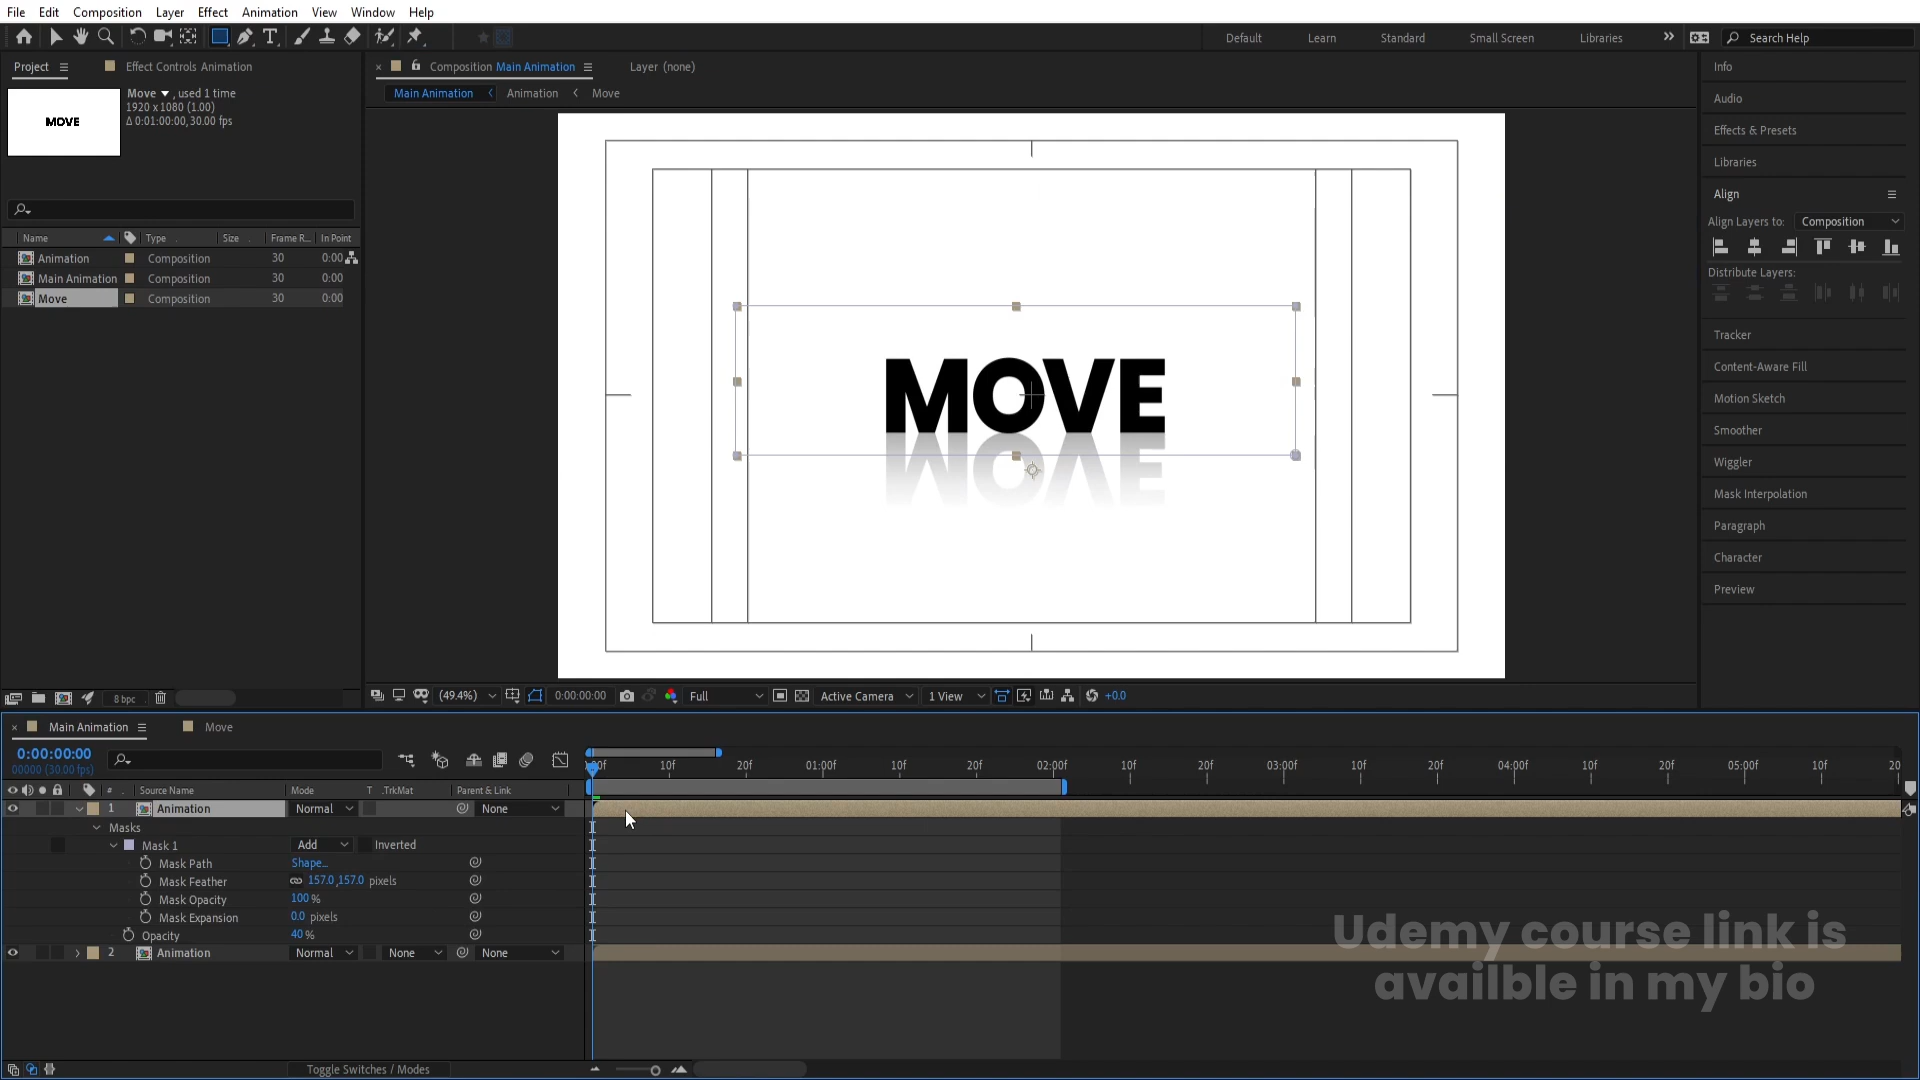 File Edit Composition Layer Effect Animation View Window Help
Default Learn Standard Small Screen Libraries Search Help
Project Effect Controls Animation
Composition Main Animation Layer (none)
Main Animation Animation Move
Move , used 1 time
1920 x 1080 (1.00)
Δ 0:01:00:00, 30.00 fps
MOVE
Name Type Size Frame R... In Point
Animation Composition 30 0:00
Main Animation Composition 30 0:00
Move Composition 30 0:00
8 bpc
MOVE
(49.4%) 0:00:00:00 Full Active Camera 1 View +0.0
Info
Audio
Effects & Presets
Libraries
Align
Align Layers to: Composition
Distribute Layers:
Tracker
Content-Aware Fill
Motion Sketch
Smoother
Wiggler
Mask Interpolation
Paragraph
Character
Preview
Main Animation Move
0:00:00:00
00000 (30.00 fps)
10f 20f 01:00f 10f 20f 02:00f 10f 20f 03:00f 10f 20f 04:00f 10f 20f 05:00f 10f 20
# Source Name Mode T .TrkMat Parent & Link
1 Animation Normal None
Masks
Mask 1 Add Inverted
Mask Path Shape...
Mask Feather 157.0,157.0 pixels
Mask Opacity 100 %
Mask Expansion 0.0 pixels
Opacity 40 %
2 Animation Normal None None
Udemy course link is
availble in my bio
Toggle Switches / Modes